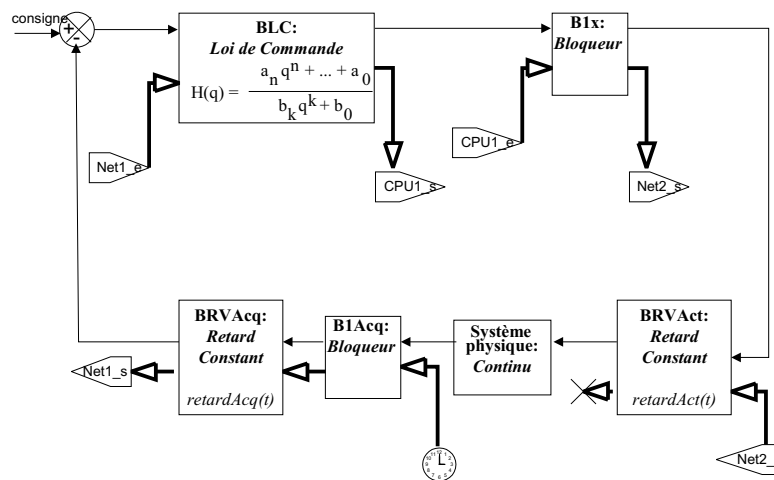 consigne
+
-
BLC:
Loi de Commande
H(q) = a_n q^n + ... + a_0
b_k q^k + b_0
B1x:
Bloqueur
Net1_e
CPU1_s
CPU1_e
Net2_s
BRVAcq:
Retard
Constant
retardAcq(t)
B1Acq:
Bloqueur
Système
physique:
Continu
BRVAct:
Retard
Constant
retardAct(t)
Net1_s
Net2_